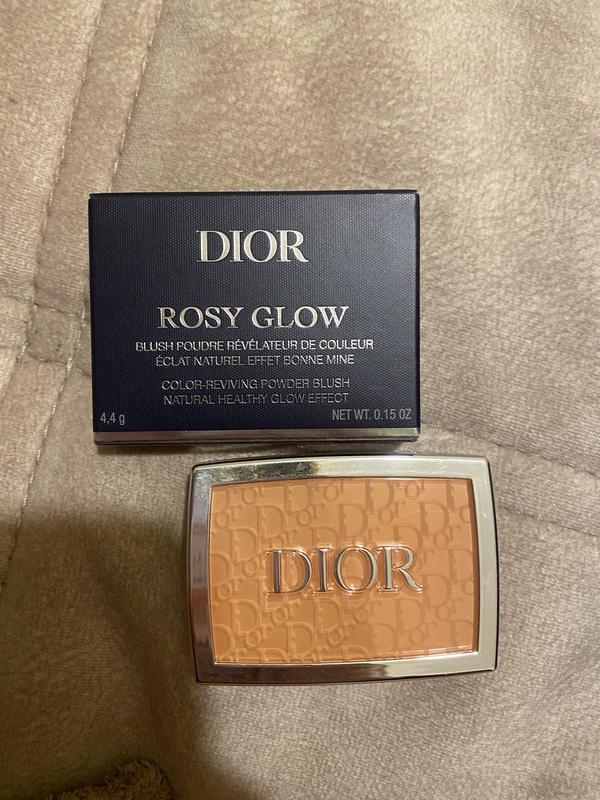 DIOR
ROSY GLOW
BLUSH POUDRE RÉVÉLATEUR DE COULEUR
ÉCLAT NATUREL EFFET BONNE MINE
COLOR-REVIVING POWDER BLUSH
NATURAL HEALTHY GLOW EFFECT
4,4 g NET WT. 0.15 OZ
DIOR